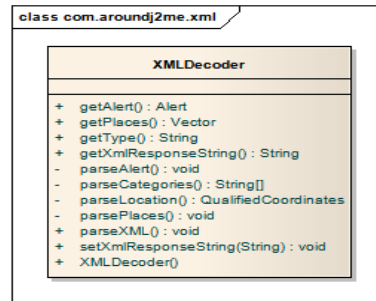 class com.aroundj2me.xml
XMLDecoder
+ getAlert() : Alert
+ getPlaces() : Vector
+ getType() : String
+ getXmlResponseString() : String
- parseAlert() : void
- parseCategories() : String[]
- parseLocation() : QualifiedCoordinates
- parsePlaces() : void
+ parseXML() : void
+ setXmlResponseString(String) : void
+ XMLDecoder()